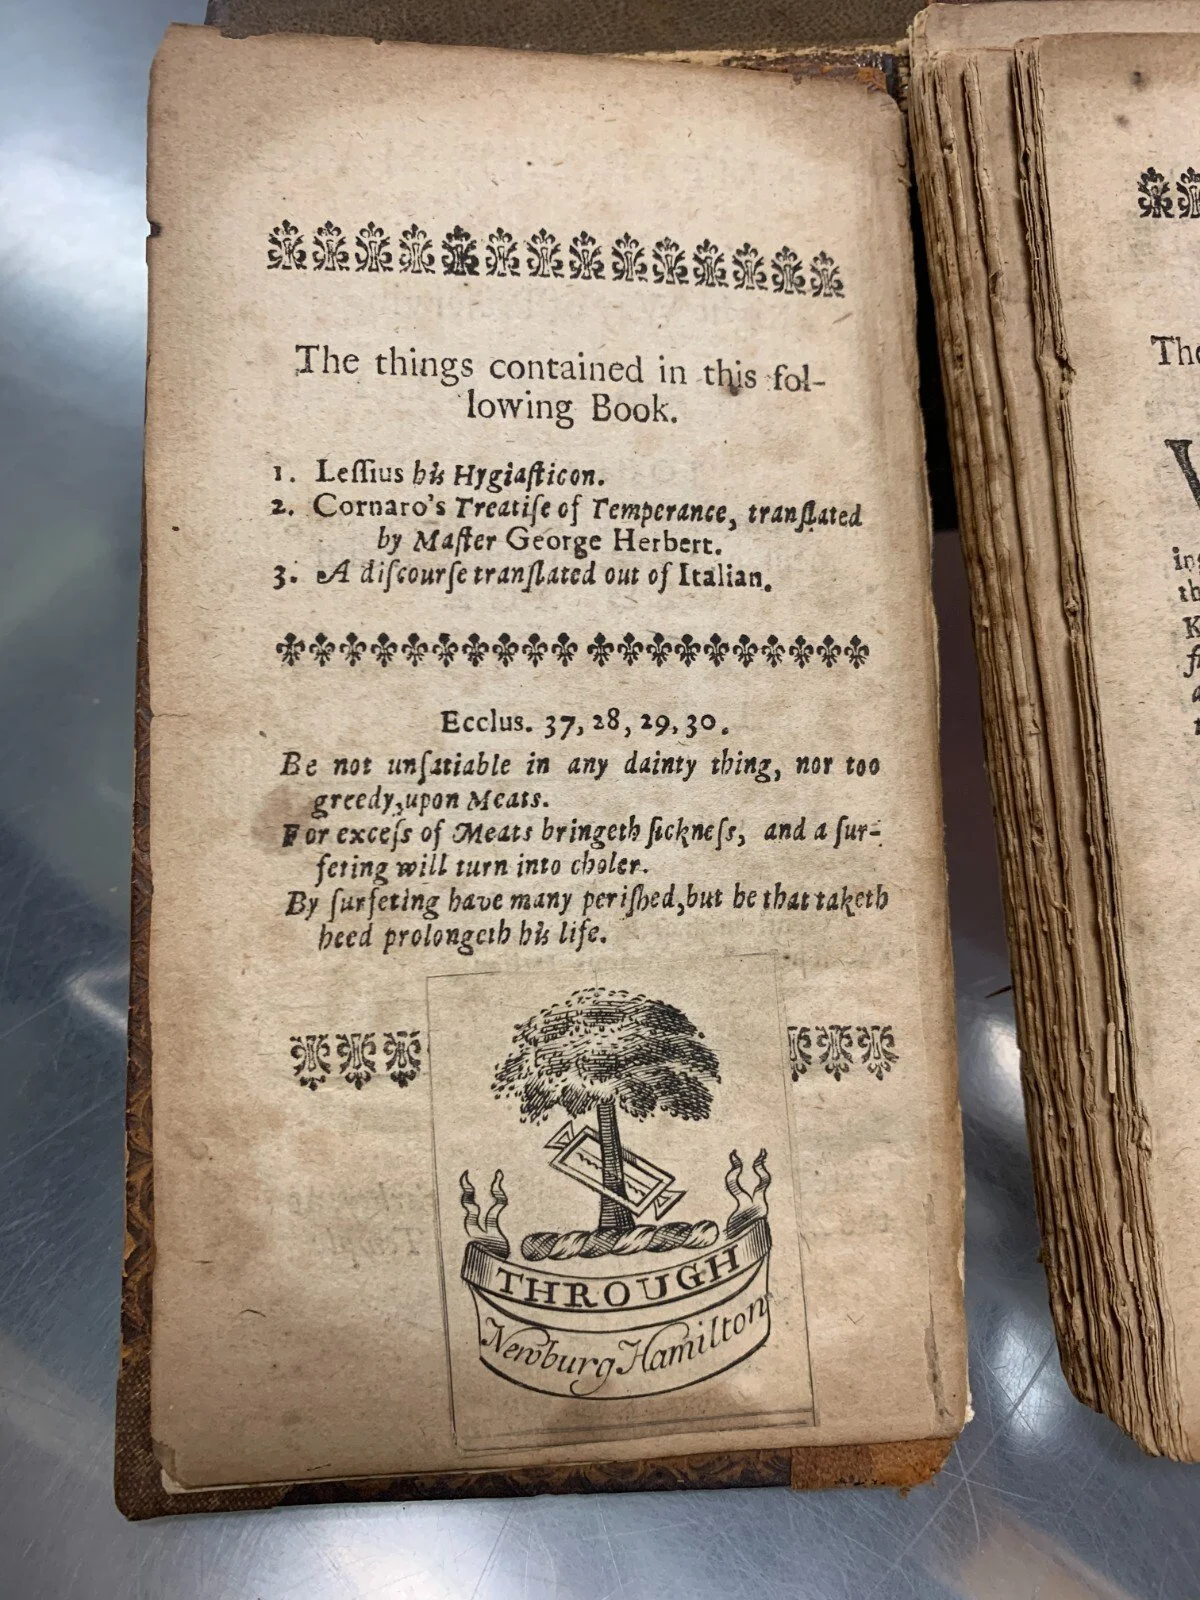 The things contained in this fol-
lowing Book.
1. Leſſius his Hygiaſticon.
2. Cornaro's Treatiſe of Temperance, tranſlated
by Maſter George Herbert.
3. A diſcourſe tranſlated out of Italian.
Ecclus. 37, 28, 29, 30.
Be not unſatiable in any dainty thing, nor too
greedy upon Meats.
For exceſs of Meats bringeth ſickneſs, and a ſur-
feting will turn into choler.
By ſurfeting have many periſhed, but he that taketh
heed prolongeth his life.
THROUGH
Newburg Hamilton